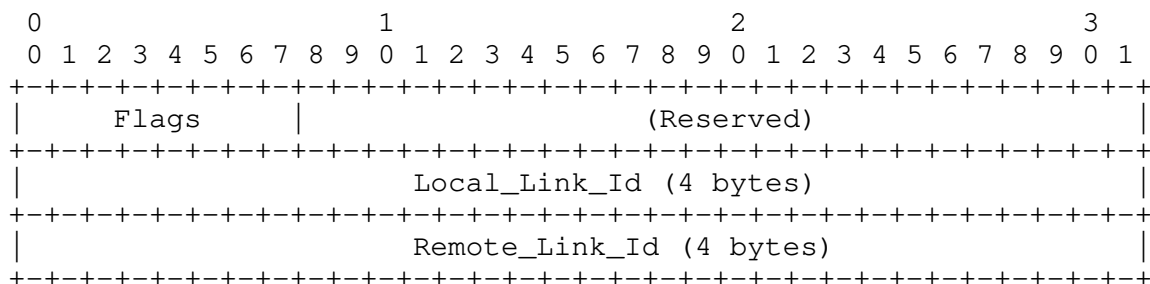 0                   1                   2                   3
 0 1 2 3 4 5 6 7 8 9 0 1 2 3 4 5 6 7 8 9 0 1 2 3 4 5 6 7 8 9 0 1
+-+-+-+-+-+-+-+-+-+-+-+-+-+-+-+-+-+-+-+-+-+-+-+-+-+-+-+-+-+-+-+-+
|     Flags     |                   (Reserved)                  |
+-+-+-+-+-+-+-+-+-+-+-+-+-+-+-+-+-+-+-+-+-+-+-+-+-+-+-+-+-+-+-+-+
|                      Local_Link_Id (4 bytes)                  |
+-+-+-+-+-+-+-+-+-+-+-+-+-+-+-+-+-+-+-+-+-+-+-+-+-+-+-+-+-+-+-+-+
|                      Remote_Link_Id (4 bytes)                 |
+-+-+-+-+-+-+-+-+-+-+-+-+-+-+-+-+-+-+-+-+-+-+-+-+-+-+-+-+-+-+-+-+